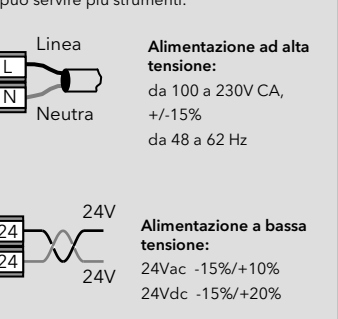 può servire più strumenti.
Linea
L
N
Neutra
Alimentazione ad alta
tensione:
da 100 a 230V CA,
+/-15%
da 48 a 62 Hz
24V
24
24
24V
Alimentazione a bassa
tensione:
24Vac -15%/+10%
24Vdc -15%/+20%